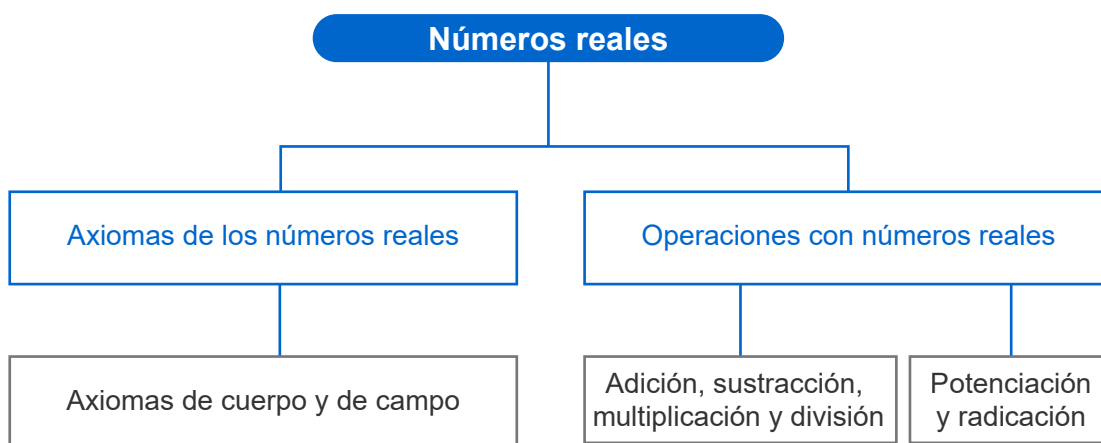 Números reales
Axiomas de los números reales
Operaciones con números reales
Axiomas de cuerpo y de campo
Adición, sustracción,
multiplicación y división
Potenciación
y radicación